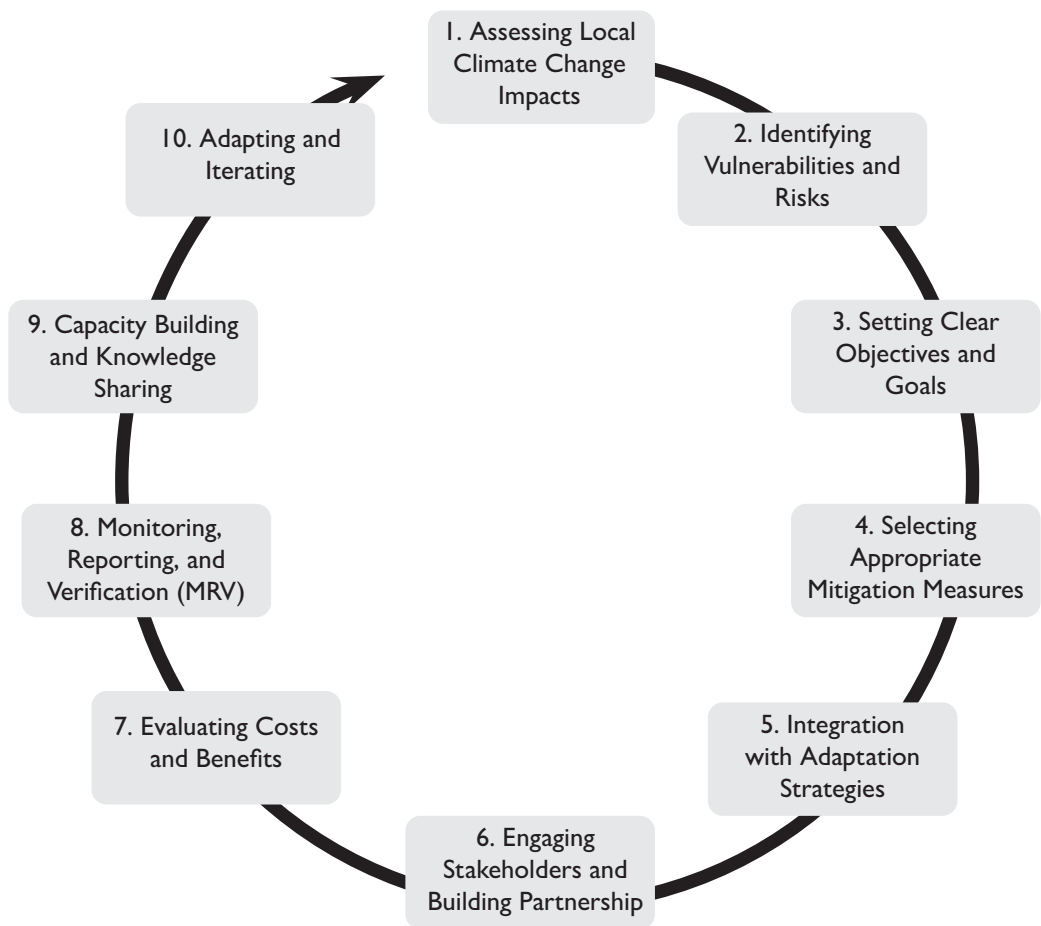 1. Assessing Local
Climate Change
Impacts
2. Identifying
Vulnerabilities and
Risks
3. Setting Clear
Objectives and
Goals
4. Selecting
Appropriate
Mitigation Measures
5. Integration
with Adaptation
Strategies
6. Engaging
Stakeholders and
Building Partnership
7. Evaluating Costs
and Benefits
8. Monitoring,
Reporting, and
Verification (MRV)
9. Capacity Building
and Knowledge
Sharing
10. Adapting and
Iterating